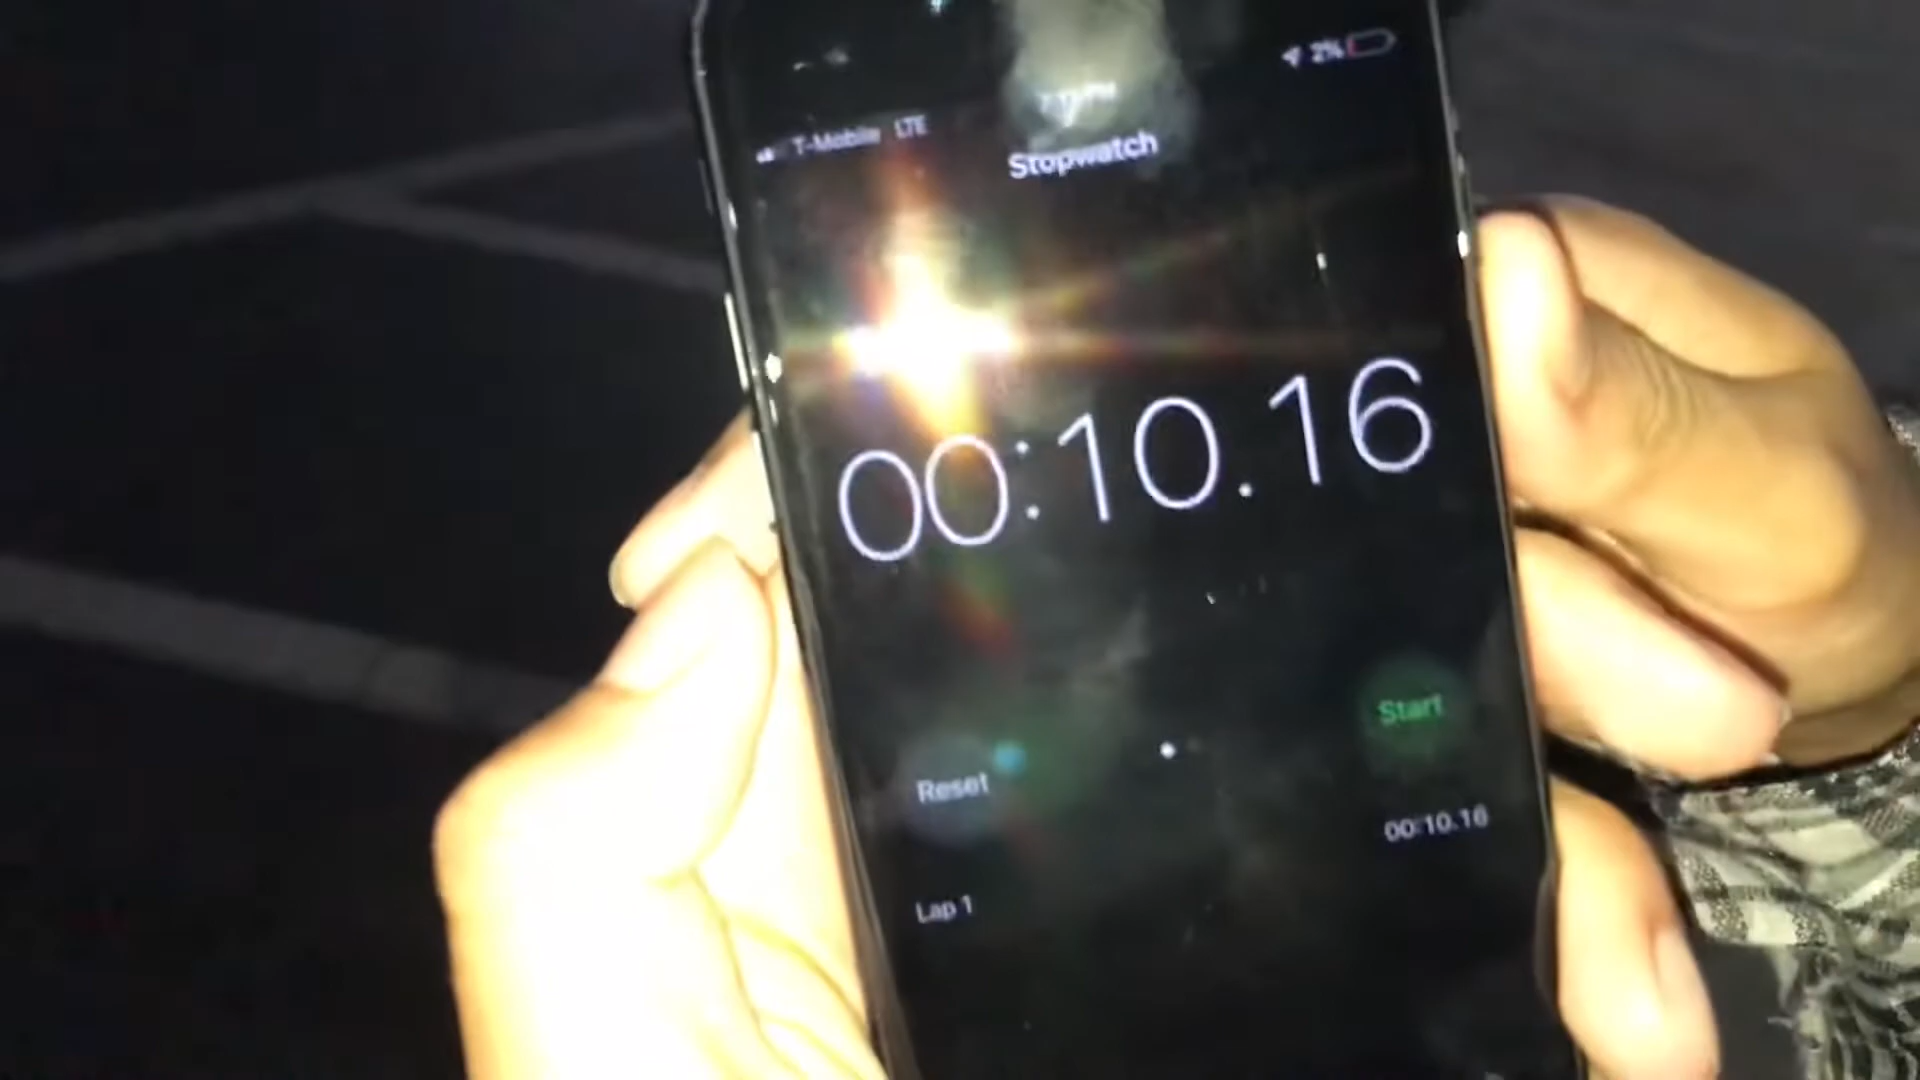 2%
T-Mobile LTE
Stopwatch
00:10.16
Reset
Start
Lap 1
00:10.16